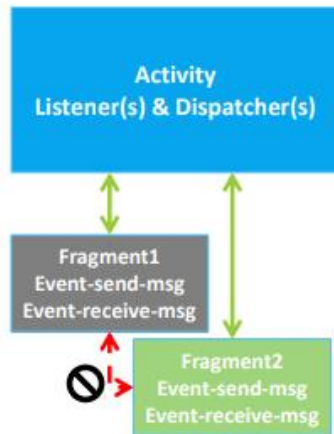 Activity
Listener(s) & Dispatcher(s)
Fragment1
Event-send-msg
Event-receive-msg
Fragment2
Event-send-msg
Event-receive-msg